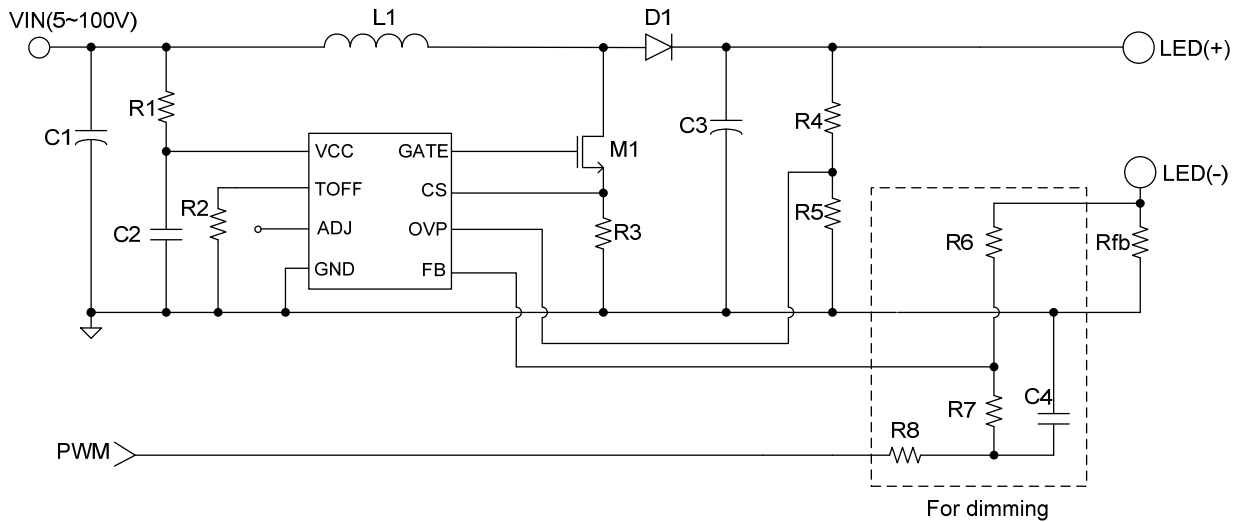 VIN(5~100V)
L1
D1
LED(+)
R1
C1
C3
R4
VCC
GATE
M1
LED(-)
TOFF
CS
R2
ADJ
OVP
R3
R5
C2
R6
Rfb
GND
FB
R7
C4
R8
PWM
For dimming